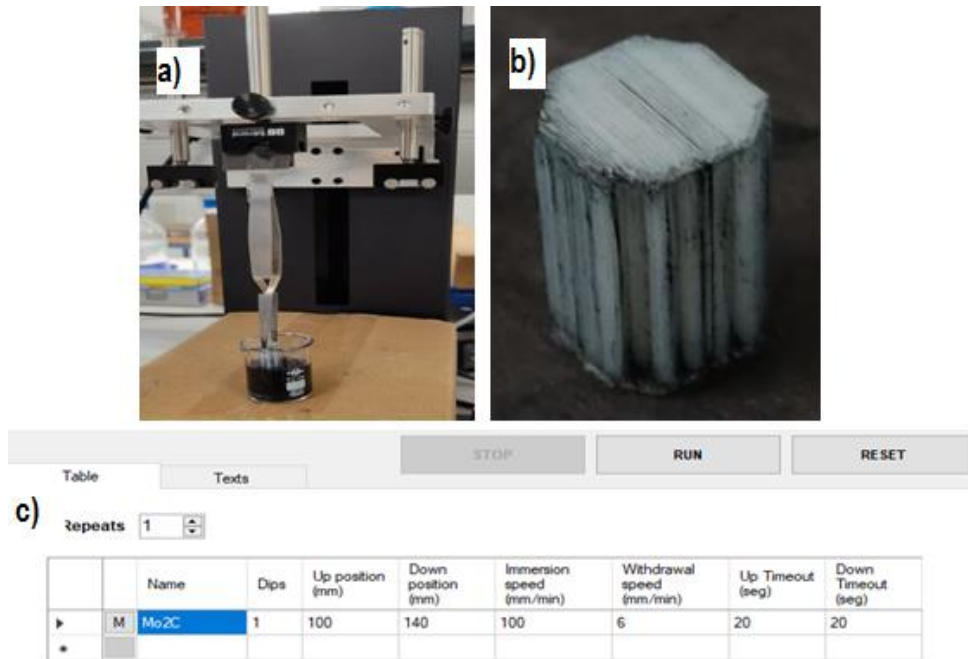 a)
b)
STOP
RUN
RESET
Table
Texts
c)
Repeats
1
Name
Dips
Up position
(mm)
Down
position
(mm)
Immersion
speed
(mm/min)
Withdrawal
speed
(mm/min)
Up Timeout
(seg)
Down
Timeout
(seg)
M
Mo2C
1
100
140
100
6
20
20